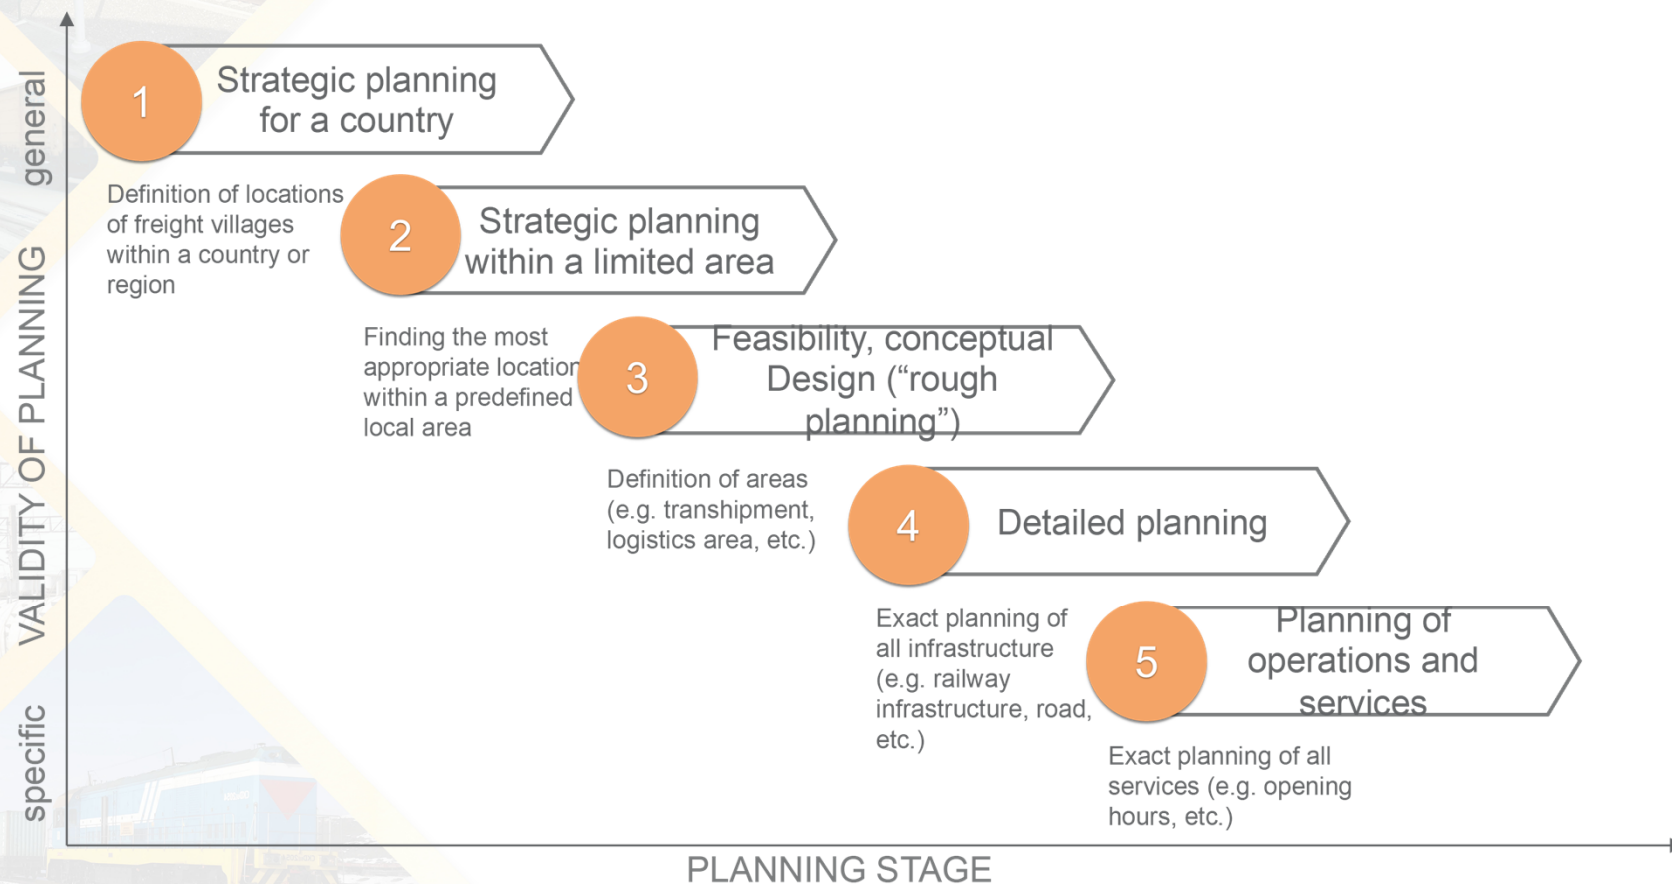 general
VALIDITY OF PLANNING
specific
1
Strategic planning
for a country
Definition of locations
of freight villages
within a country or
region
2
Strategic planning
within a limited area
Finding the most
appropriate location
within a predefined
local area
3
Feasibility, conceptual
Design (“rough
planning”)
Definition of areas
(e.g. transhipment,
logistics area, etc.)
4
Detailed planning
Exact planning of
all infrastructure
(e.g. railway
infrastructure, road,
etc.)
5
Planning of
operations and
services
Exact planning of all
services (e.g. opening
hours, etc.)
PLANNING STAGE